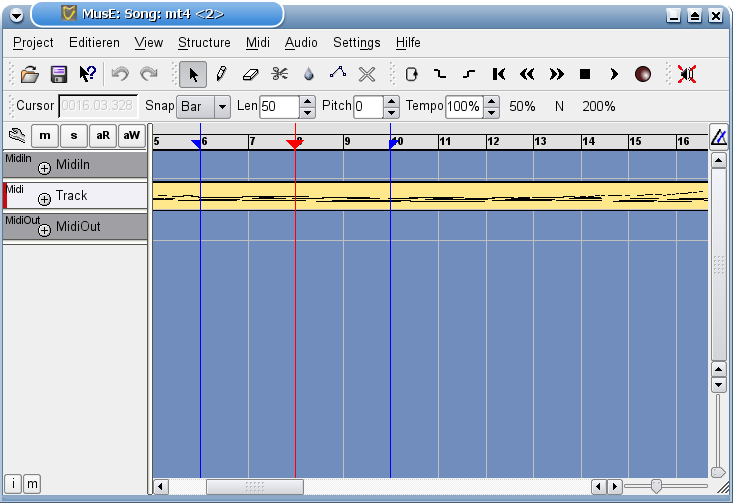 MusE: Song: mt4 <2>
Project Editieren View Structure Midi Audio Settings Hilfe
Cursor 0016.03.328 Snap Bar Len 50 Pitch 0 Tempo 100% 50% N 200%
m s aR aW 5 6 7 8 9 10 11 12 13 14 15 16
MidiIn MidiIn
Midi Track
MidiOut MidiOut
i m